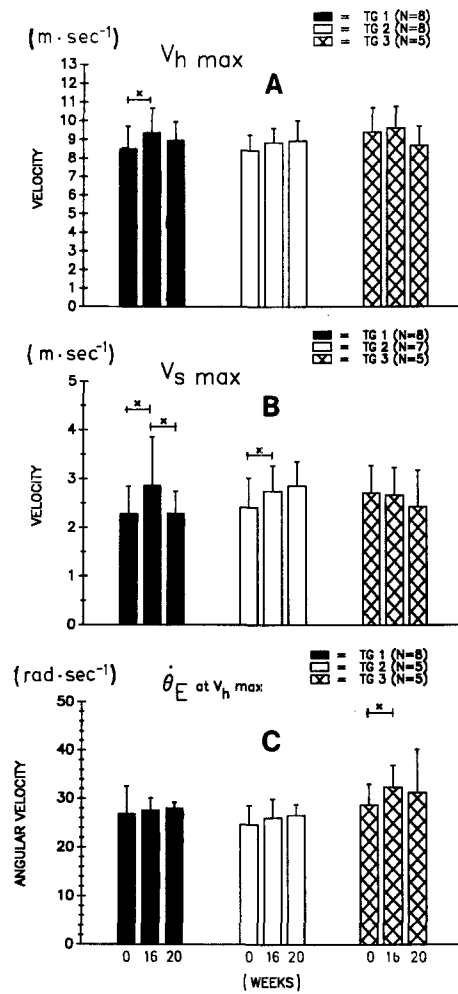 (m·sec⁻¹)
V h max
■ = TG 1 (N=8)
□ = TG 2 (N=8)
▩ = TG 3 (N=5)
A
VELOCITY
13
12
11
10
9
8
7
6
5
4
3
2
1
0
×
(m·sec⁻¹)
V s max
■ = TG 1 (N=8)
□ = TG 2 (N=7)
▩ = TG 3 (N=5)
B
VELOCITY
5
4
3
2
1
0
× × ×
(rad·sec⁻¹)
θ̇ E at V h max
■ = TG 1 (N=8)
□ = TG 2 (N=5)
▩ = TG 3 (N=5)
C
ANGULAR VELOCITY
50
40
30
20
10
0
×
0 16 20 0 16 20 0 16 20
(WEEKS)